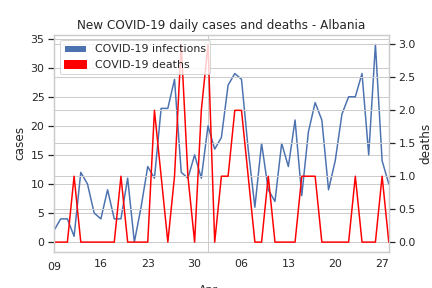 New COVID-19 daily cases and deaths - Albania
COVID-19 infections
COVID-19 deaths
35
30
25
20
15
10
5
0
cases
3.0
2.5
2.0
1.5
1.0
0.5
0.0
deaths
09 16 23 30 06 13 20 27
Apr